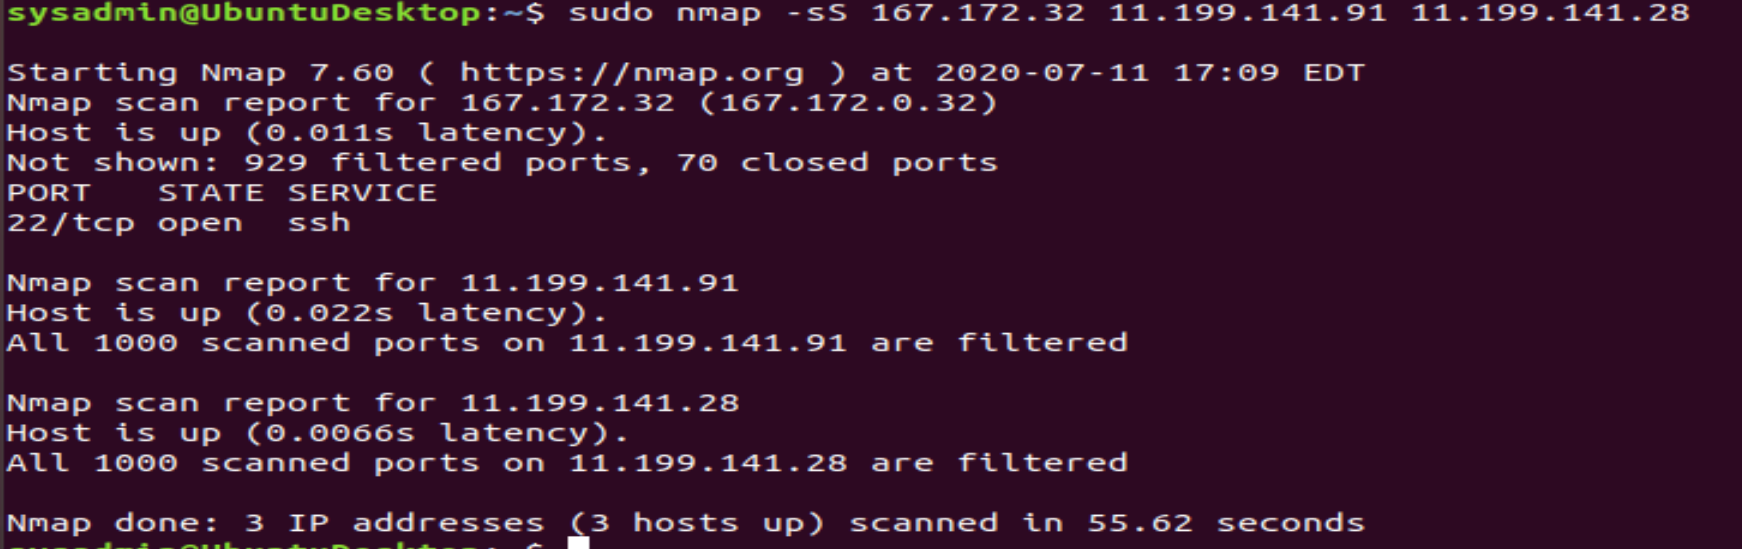 sysadmin@UbuntuDesktop:~$ sudo nmap -sS 167.172.32 11.199.141.91 11.199.141.28
Starting Nmap 7.60 ( https://nmap.org ) at 2020-07-11 17:09 EDT
Nmap scan report for 167.172.32 (167.172.0.32)
Host is up (0.011s latency).
Not shown: 929 filtered ports, 70 closed ports
PORT   STATE SERVICE
22/tcp open  ssh
Nmap scan report for 11.199.141.91
Host is up (0.022s latency).
All 1000 scanned ports on 11.199.141.91 are filtered
Nmap scan report for 11.199.141.28
Host is up (0.0066s latency).
All 1000 scanned ports on 11.199.141.28 are filtered
Nmap done: 3 IP addresses (3 hosts up) scanned in 55.62 seconds
sysadmin@UbuntuDesktop:~$